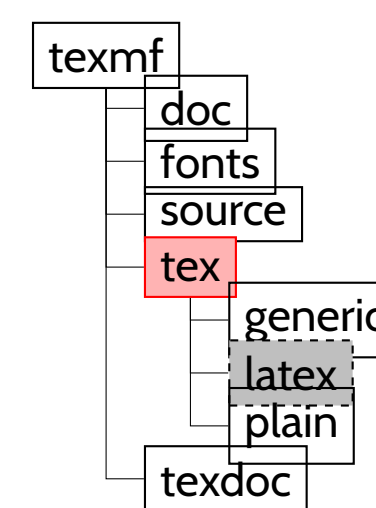 texmf
doc
fonts
source
tex
generic
latex
plain
texdoc